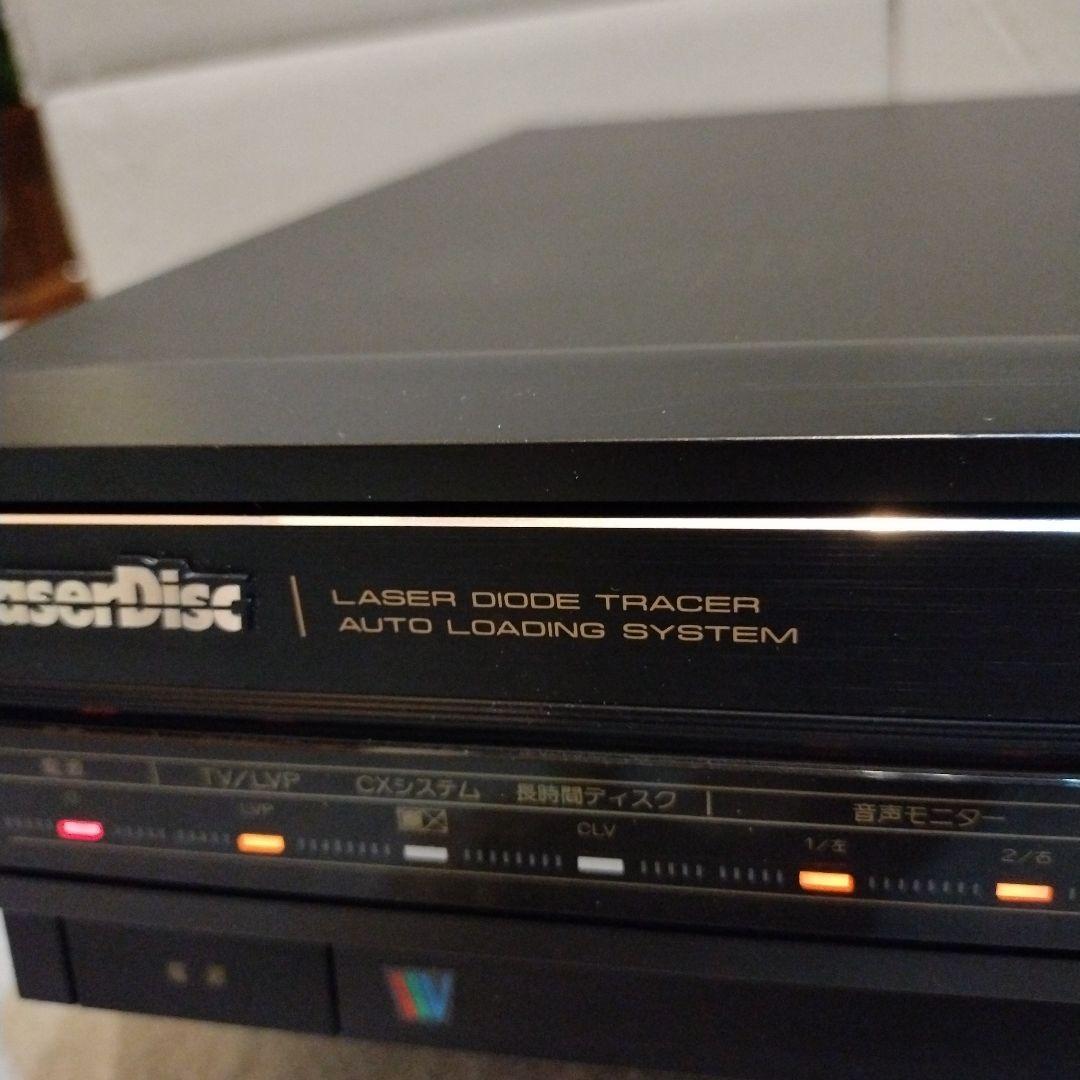 aserDisc
LASER DIODE TRACER
AUTO LOADING SYSTEM
TV/LVP CXシステム 長時間ディスク 音声モニター
LVP CX CLV 1/左 2/右